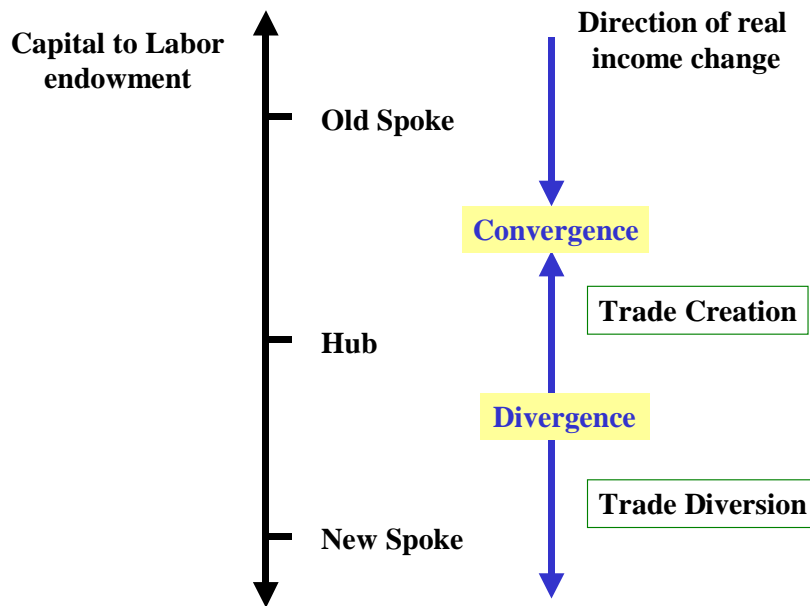 Capital to Labor
endowment
Direction of real
income change
Old Spoke
Convergence
Trade Creation
Hub
Divergence
Trade Diversion
New Spoke